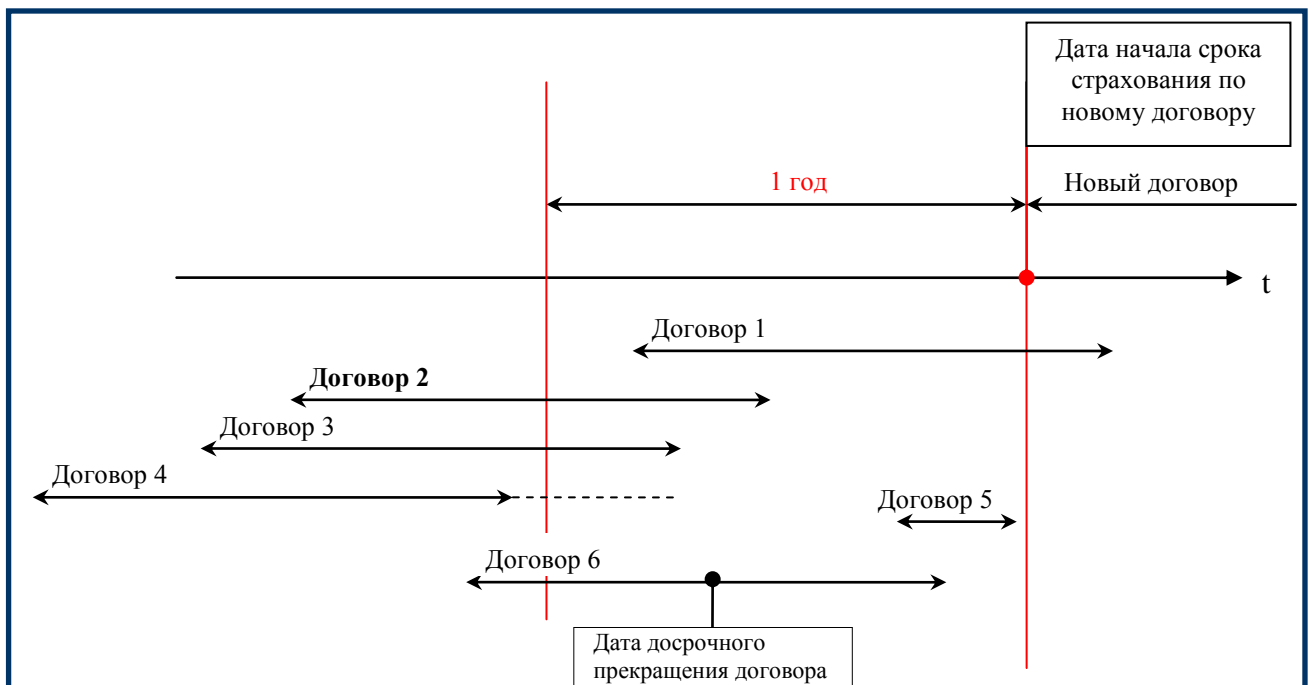 Дата начала срока
страхования по
новому договору
1 год
Новый договор
t
Договор 1
Договор 2
Договор 3
Договор 4
Договор 5
Договор 6
Дата досрочного
прекращения договора